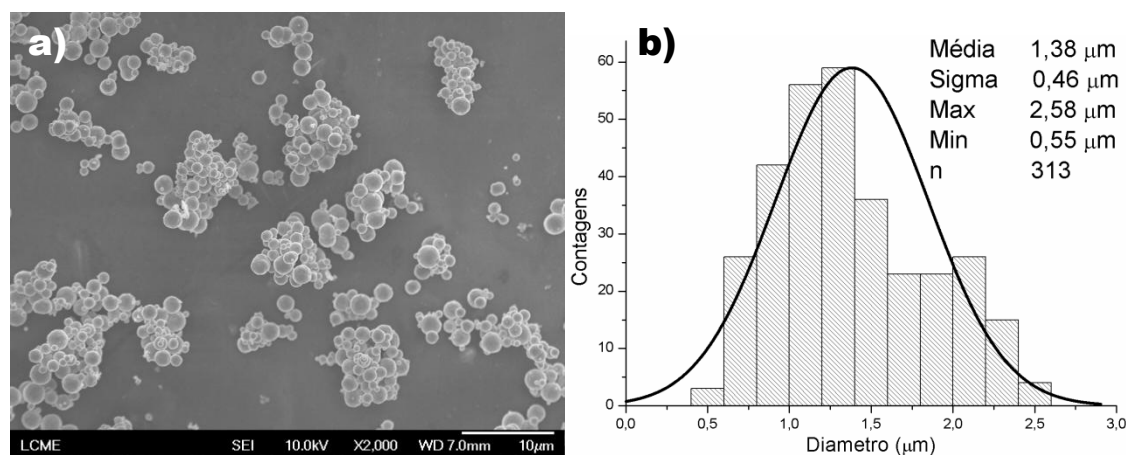 a)
LCME SEI 10.0kV X2,000 WD 7.0mm 10μm
b)
Média 1,38 μm
Sigma 0,46 μm
Max 2,58 μm
Min 0,55 μm
n 313
Contagens
60
50
40
30
20
10
0
0,0 0,5 1,0 1,5 2,0 2,5 3,0
Diametro (μm)